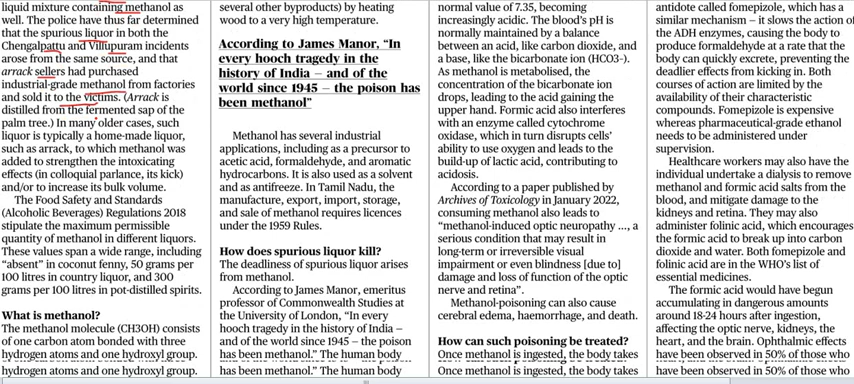 liquid mixture containing methanol as
well. The police have thus far determined
that the spurious liquor in both the
Chengalpattu and Villupuram incidents
arose from the same source, and that
arrack sellers had purchased
industrial-grade methanol from factories
and sold it to the victims. (Arrack is
distilled from the fermented sap of the
palm tree.) In many older cases, such
liquor is typically a home-made liquor,
such as arrack, to which methanol was
added to strengthen the intoxicating
effects (in colloquial parlance, its kick)
and/or to increase its bulk volume.
The Food Safety and Standards
(Alcoholic Beverages) Regulations 2018
stipulate the maximum permissible
quantity of methanol in different liquors.
These values span a wide range, including
“absent” in coconut fenny, 50 grams per
100 litres in country liquor, and 300
grams per 100 litres in pot-distilled spirits.
What is methanol?
The methanol molecule (CH3OH) consists
of one carbon atom bonded with three
hydrogen atoms and one hydroxyl group.
hydrogen atoms and one hydroxyl group.
several other byproducts) by heating
wood to a very high temperature.
According to James Manor, “In
every hooch tragedy in the
history of India – and of the
world since 1945 – the poison has
been methanol”
Methanol has several industrial
applications, including as a precursor to
acetic acid, formaldehyde, and aromatic
hydrocarbons. It is also used as a solvent
and as antifreeze. In Tamil Nadu, the
manufacture, export, import, storage,
and sale of methanol requires licences
under the 1959 Rules.
How does spurious liquor kill?
The deadliness of spurious liquor arises
from methanol.
According to James Manor, emeritus
professor of Commonwealth Studies at
the University of London, “In every
hooch tragedy in the history of India –
and of the world since 1945 – the poison
has been methanol.” The human body
has been methanol.” The human body
normal value of 7.35, becoming
increasingly acidic. The blood’s pH is
normally maintained by a balance
between an acid, like carbon dioxide, and
a base, like the bicarbonate ion (HCO3-).
As methanol is metabolised, the
concentration of the bicarbonate ion
drops, leading to the acid gaining the
upper hand. Formic acid also interferes
with an enzyme called cytochrome
oxidase, which in turn disrupts cells’
ability to use oxygen and leads to the
build-up of lactic acid, contributing to
acidosis.
According to a paper published by
Archives of Toxicology in January 2022,
consuming methanol also leads to
“methanol-induced optic neuropathy ..., a
serious condition that may result in
long-term or irreversible visual
impairment or even blindness [due to]
damage and loss of function of the optic
nerve and retina”.
Methanol-poisoning can also cause
cerebral edema, haemorrhage, and death.
How can such poisoning be treated?
Once methanol is ingested, the body takes
Once methanol is ingested, the body takes
antidote called fomepizole, which has a
similar mechanism – it slows the action of
the ADH enzymes, causing the body to
produce formaldehyde at a rate that the
body can quickly excrete, preventing the
deadlier effects from kicking in. Both
courses of action are limited by the
availability of their characteristic
compounds. Fomepizole is expensive
whereas pharmaceutical-grade ethanol
needs to be administered under
supervision.
Healthcare workers may also have the
individual undertake a dialysis to remove
methanol and formic acid salts from the
blood, and mitigate damage to the
kidneys and retina. They may also
administer folinic acid, which encourages
the formic acid to break up into carbon
dioxide and water. Both fomepizole and
folinic acid are in the WHO’s list of
essential medicines.
The formic acid would have begun
accumulating in dangerous amounts
around 18-24 hours after ingestion,
affecting the optic nerve, kidneys, the
heart, and the brain. Ophthalmic effects
have been observed in 50% of those who
have been observed in 50% of those who